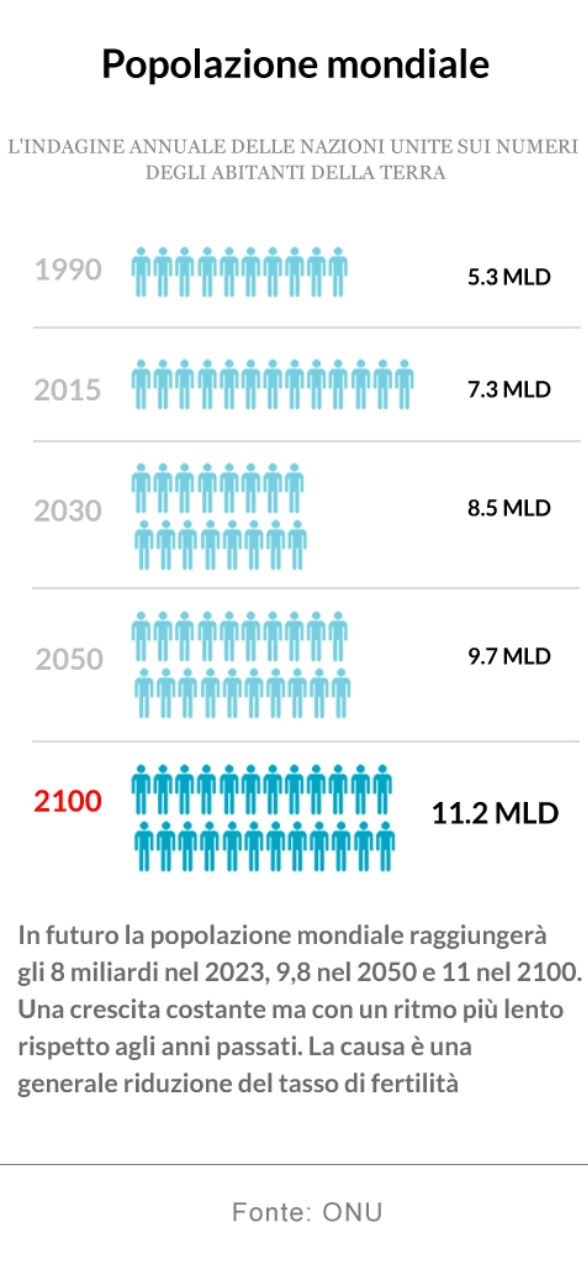 Popolazione mondiale
L'INDAGINE ANNUALE DELLE NAZIONI UNITE SUI NUMERI
DEGLI ABITANTI DELLA TERRA
1990 5.3 MLD
2015 7.3 MLD
2030 8.5 MLD
2050 9.7 MLD
2100 11.2 MLD
In futuro la popolazione mondiale raggiungerà
gli 8 miliardi nel 2023, 9,8 nel 2050 e 11 nel 2100.
Una crescita costante ma con un ritmo più lento
rispetto agli anni passati. La causa è una
generale riduzione del tasso di fertilità
Fonte: ONU